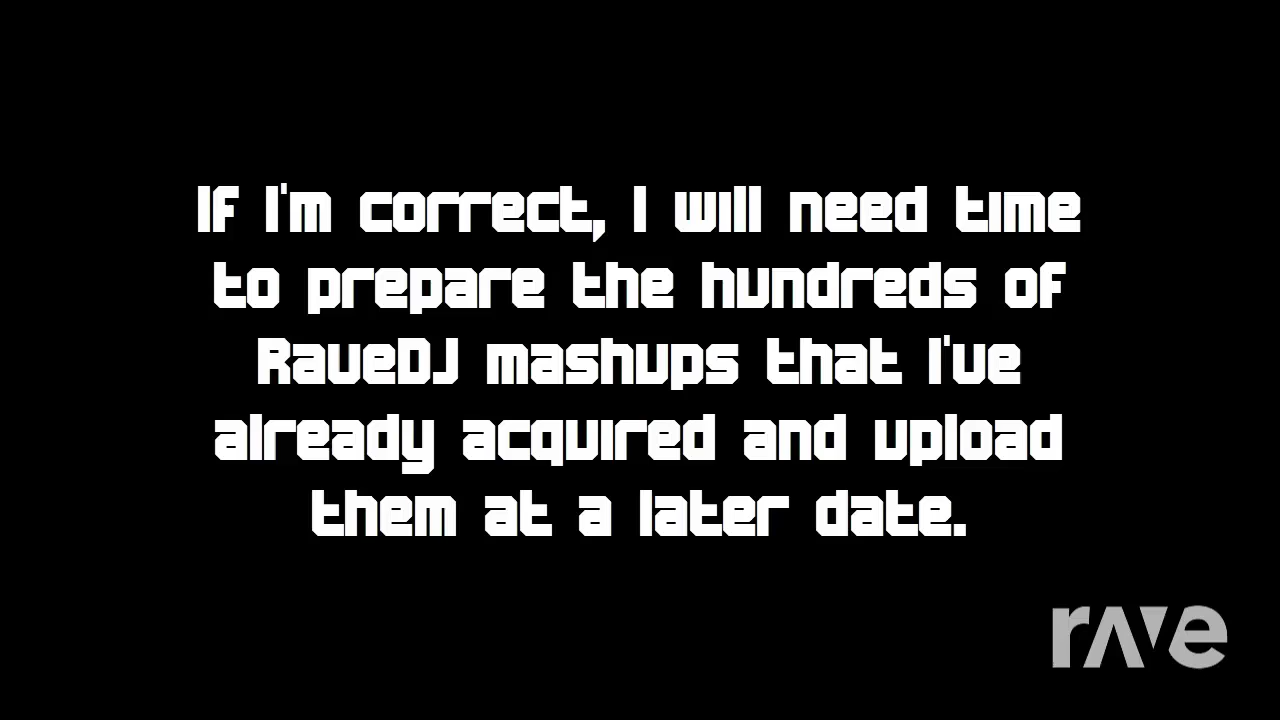 If I'm correct, I will need time
to prepare the hundreds of
RaveDJ mashups that I've
already acquired and upload
them at a later date.
rave